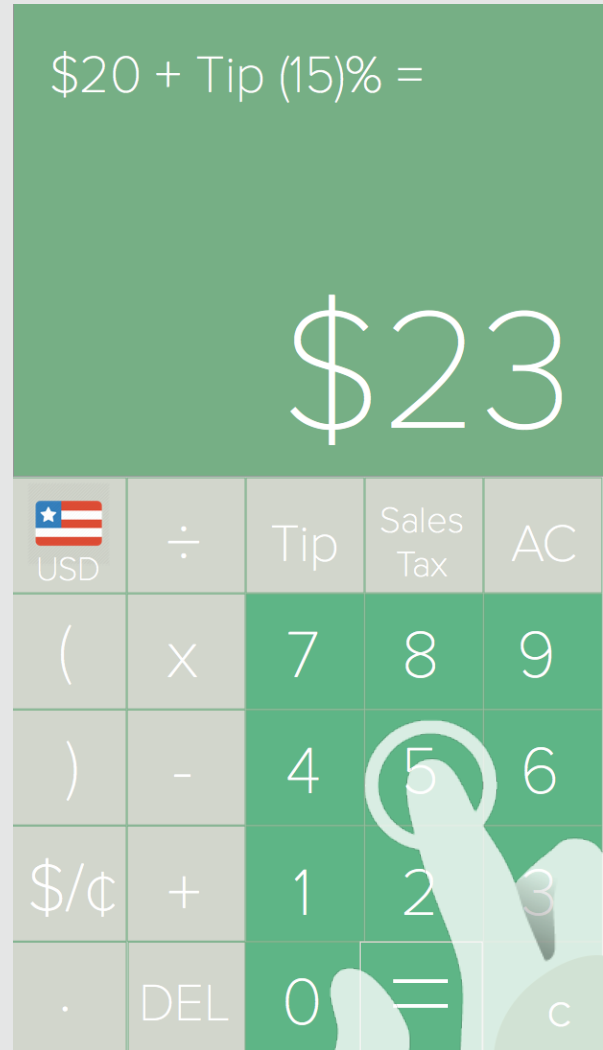 $20 + Tip (15)% =
$23
USD ÷ Tip Sales Tax AC
( x 7 8 9
) - 4 5 6
$/¢ + 1 2 3
. DEL 0 = c